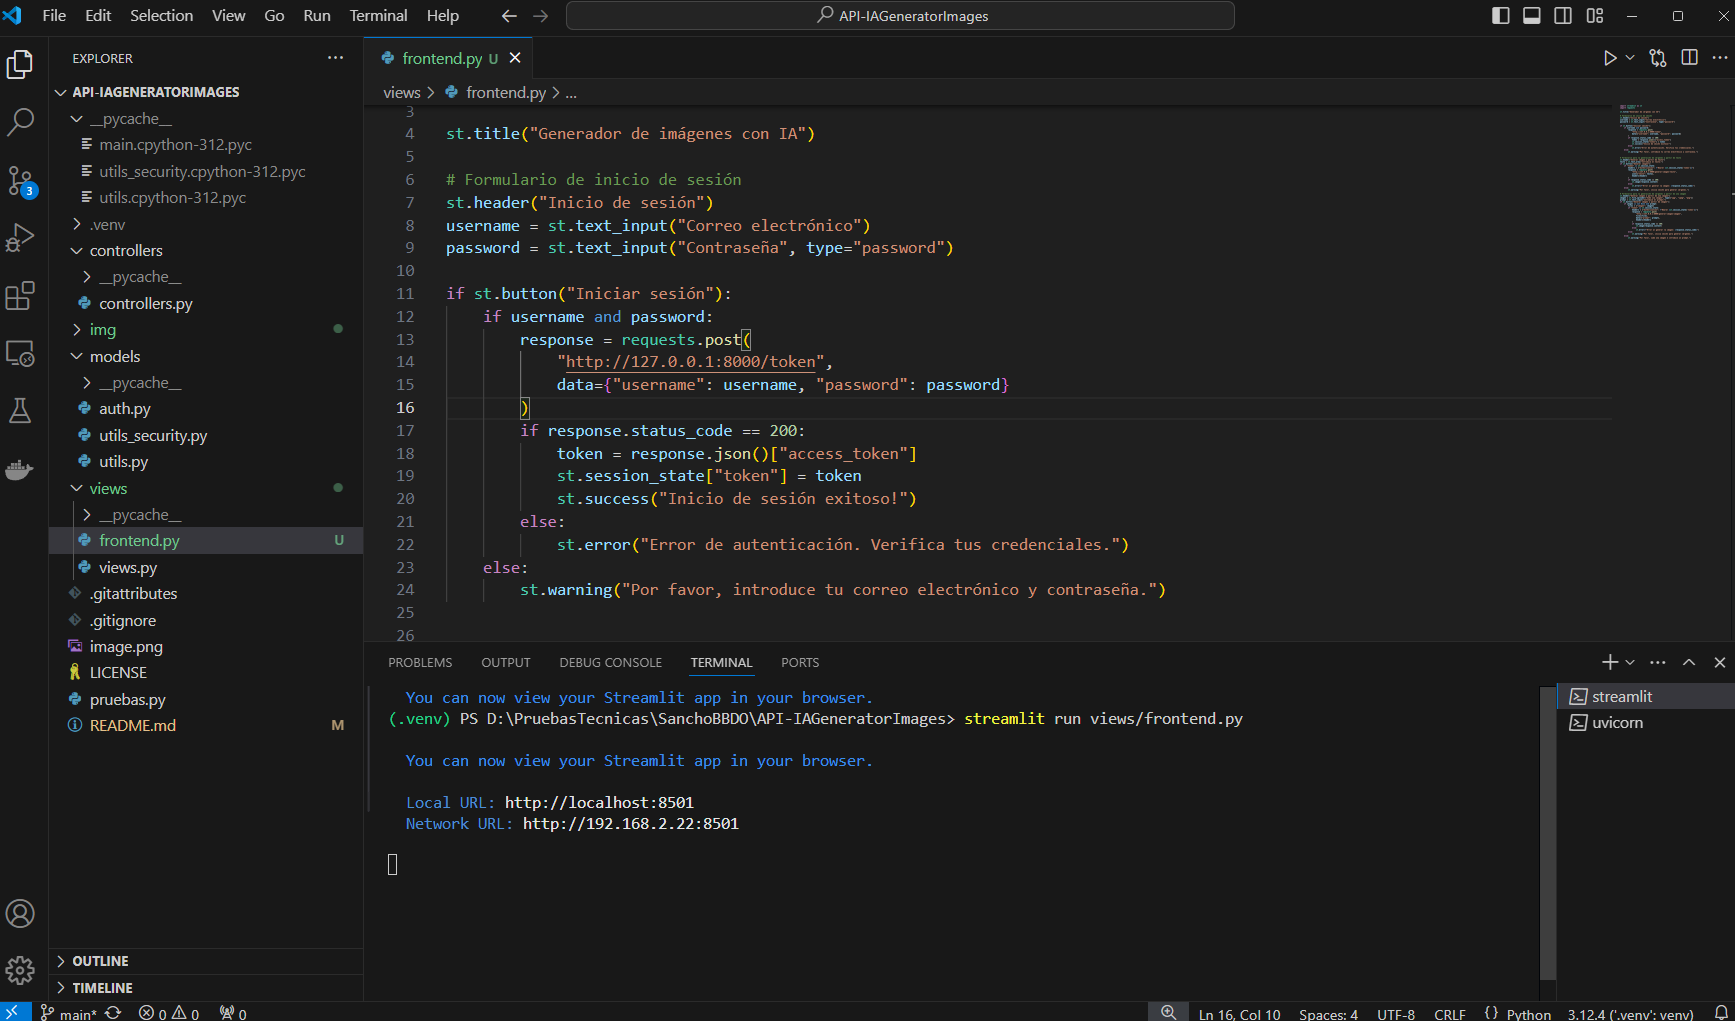 File Edit Selection View Go Run Terminal Help
API-IAGeneratorImages
EXPLORER
API-IAGENERATORIMAGES
__pycache__
main.cpython-312.pyc
utils_security.cpython-312.pyc
utils.cpython-312.pyc
.venv
controllers
__pycache__
controllers.py
img
models
__pycache__
auth.py
utils_security.py
utils.py
views
__pycache__
frontend.py U
views.py
.gitattributes
.gitignore
image.png
LICENSE
pruebas.py
README.md M
OUTLINE
TIMELINE
3
frontend.py U
views > frontend.py > ...
3
4 st.title("Generador de imágenes con IA")
5
6 # Formulario de inicio de sesión
7 st.header("Inicio de sesión")
8 username = st.text_input("Correo electrónico")
9 password = st.text_input("Contraseña", type="password")
10
11 if st.button("Iniciar sesión"):
12 if username and password:
13 response = requests.post(
14 "http://127.0.0.1:8000/token",
15 data={"username": username, "password": password}
16 )
17 if response.status_code == 200:
18 token = response.json()["access_token"]
19 st.session_state["token"] = token
20 st.success("Inicio de sesión exitoso!")
21 else:
22 st.error("Error de autenticación. Verifica tus credenciales.")
23 else:
24 st.warning("Por favor, introduce tu correo electrónico y contraseña.")
25
26
PROBLEMS OUTPUT DEBUG CONSOLE TERMINAL PORTS
You can now view your Streamlit app in your browser.
(.venv) PS D:\PruebasTecnicas\SanchoBBDO\API-IAGeneratorImages> streamlit run views/frontend.py
You can now view your Streamlit app in your browser.
Local URL: http://localhost:8501
Network URL: http://192.168.2.22:8501
streamlit
uvicorn
main* 0 0 0 Ln 16, Col 10 Spaces: 4 UTF-8 CRLF {} Python 3.12.4 ('.venv': venv)